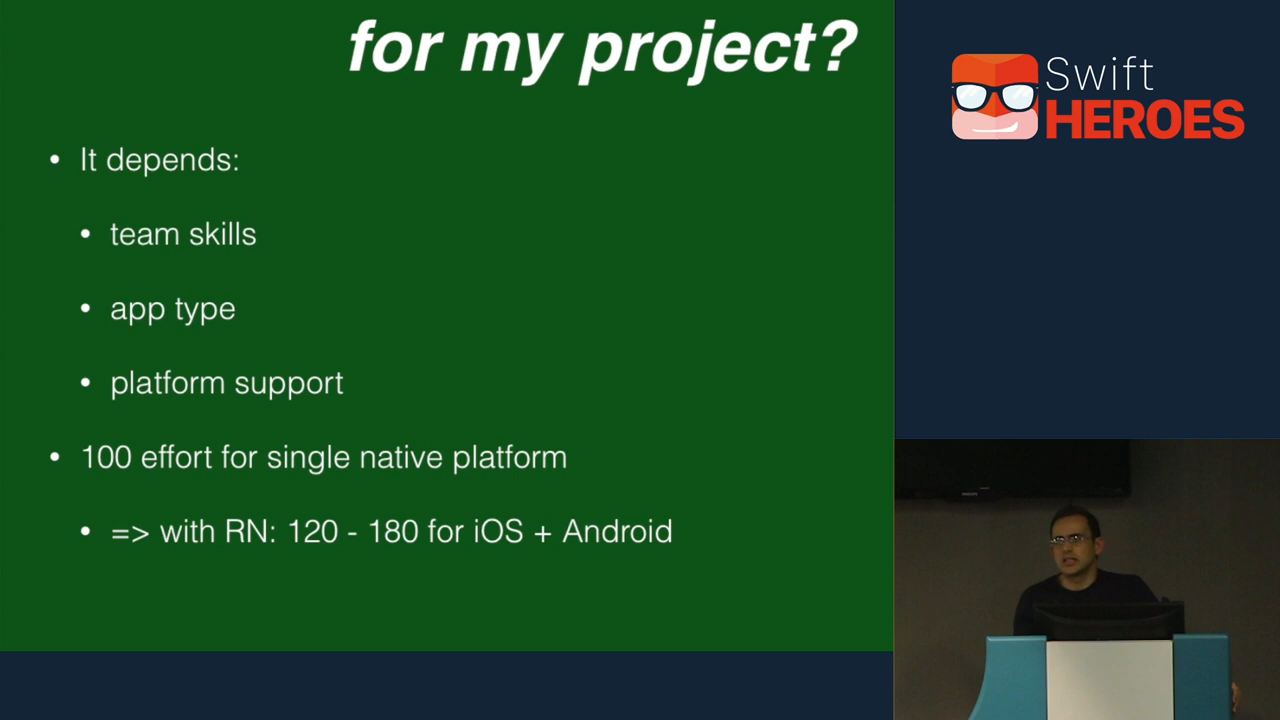 for my project?
• It depends:
• team skills
• app type
• platform support
• 100 effort for single native platform
• => with RN: 120 - 180 for iOS + Android
Swift
HEROES
PHILIPS